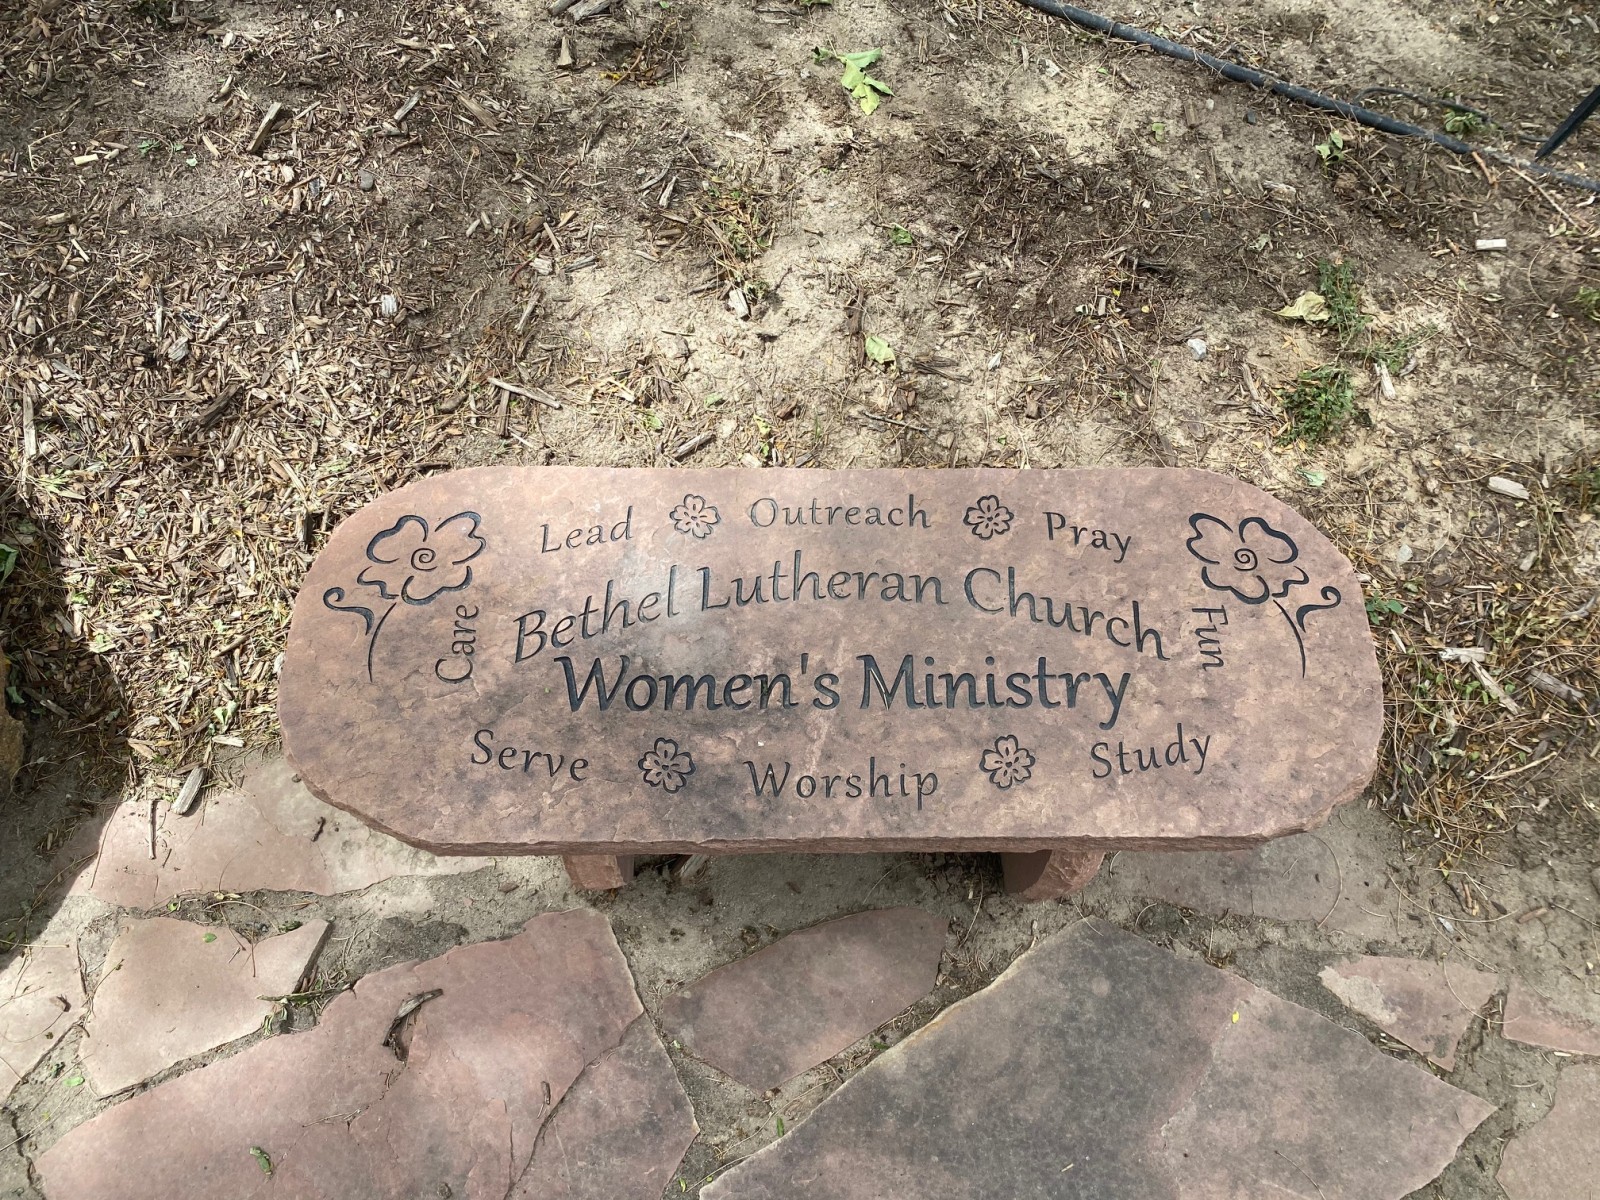 Lead Outreach Pray
Care
Bethel Lutheran Church
Fun
Women's Ministry
Serve Worship Study